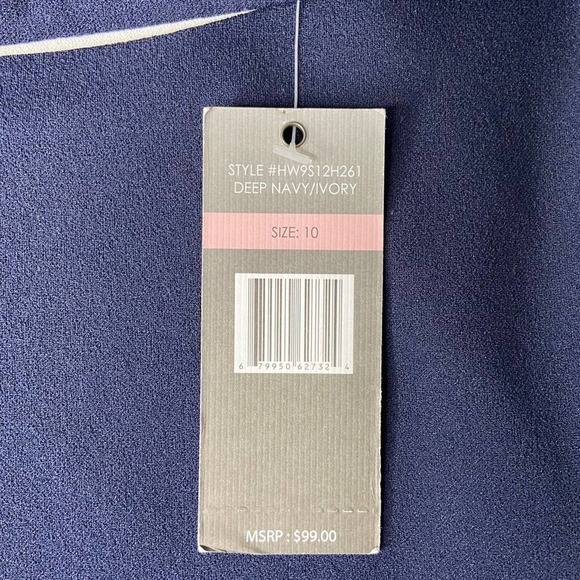 STYLE #HW9S12H261
DEEP NAVY/IVORY
SIZE: 10
6 79950 62732 4
MSRP : $99.00